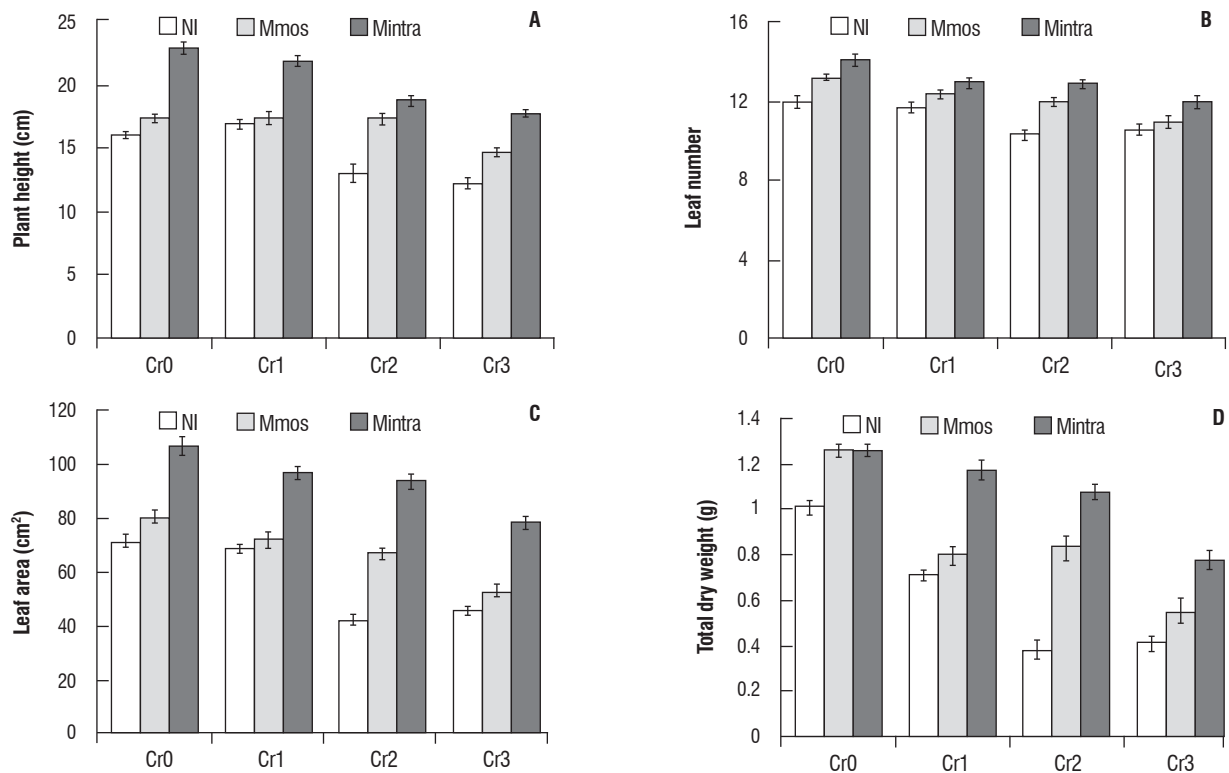 A
NI Mmos Mintra
Plant height (cm)
25
20
15
10
5
0
Cr0 Cr1 Cr2 Cr3
B
NI Mmos Mintra
Leaf number
16
12
8
4
0
Cr0 Cr1 Cr2 Cr3
C
NI Mmos Mintra
Leaf area (cm²)
120
100
80
60
40
20
0
Cr0 Cr1 Cr2 Cr3
D
NI Mmos Mintra
Total dry weight (g)
1.4
1.2
1
0.8
0.6
0.4
0.2
0
Cr0 Cr1 Cr2 Cr3